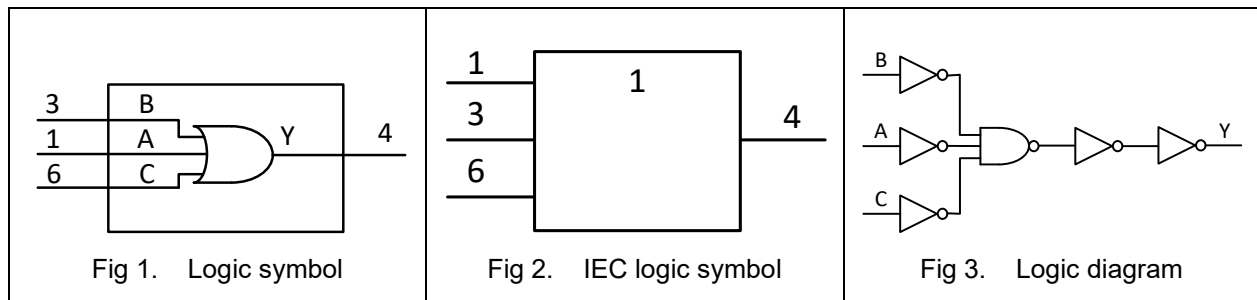 3 B
1 A Y 4
6 C
Fig 1. Logic symbol
1 1
3 4
6
Fig 2. IEC logic symbol
B
A Y
C
Fig 3. Logic diagram